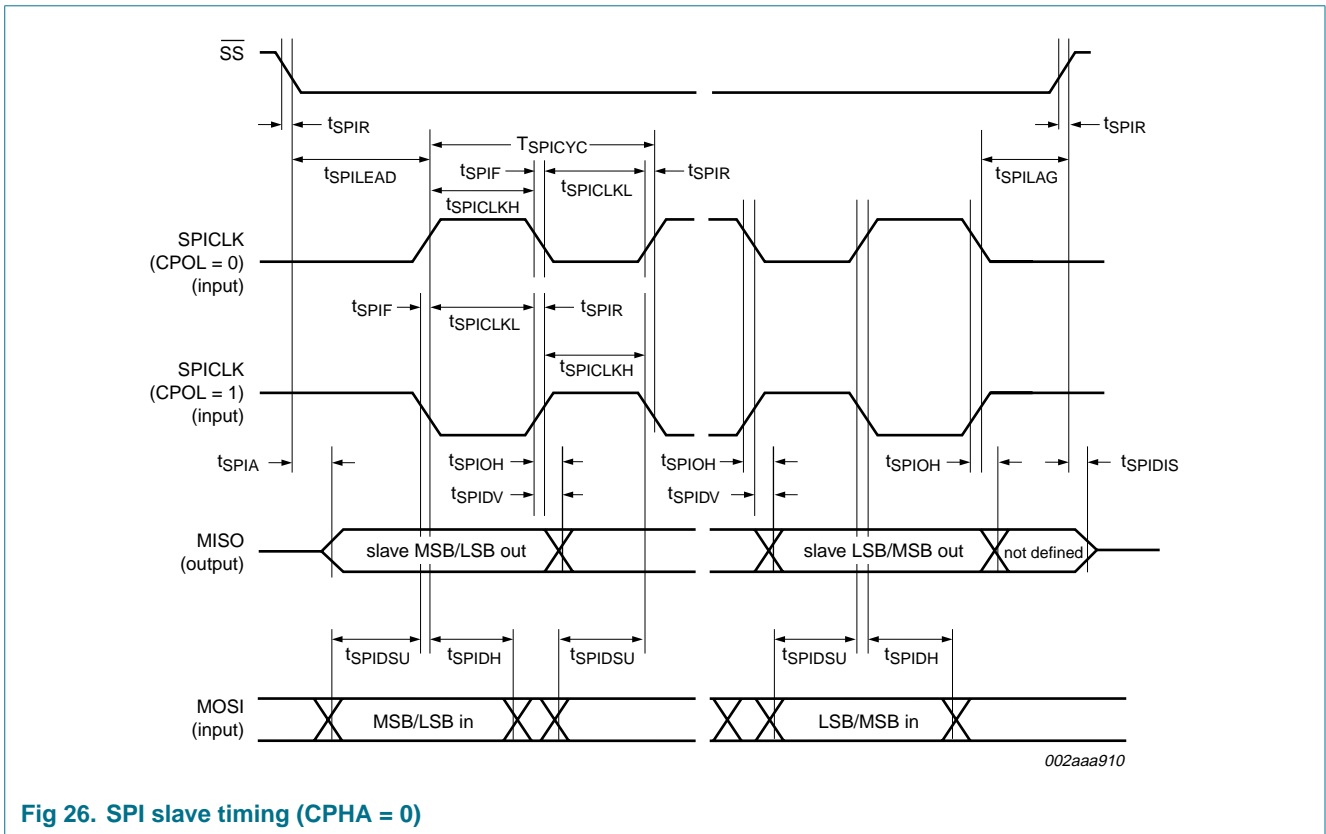 SS
tSPIR
tSPIR
TSPICYC
tSPILEAD
tSPIF
tSPICLKL
tSPIR
tSPILAG
tSPICLKH
SPICLK
(CPOL = 0)
(input)
tSPIF
tSPICLKL
tSPIR
SPICLK
(CPOL = 1)
(input)
tSPICLKH
tSPIA
tSPIOH
tSPIOH
tSPIOH
tSPIDIS
tSPIDV
tSPIDV
MISO
(output)
slave MSB/LSB out
slave LSB/MSB out
not defined
tSPIDSU
tSPIDH
tSPIDSU
tSPIDSU
tSPIDH
MOSI
(input)
MSB/LSB in
LSB/MSB in
002aaa910
Fig 26. SPI slave timing (CPHA = 0)